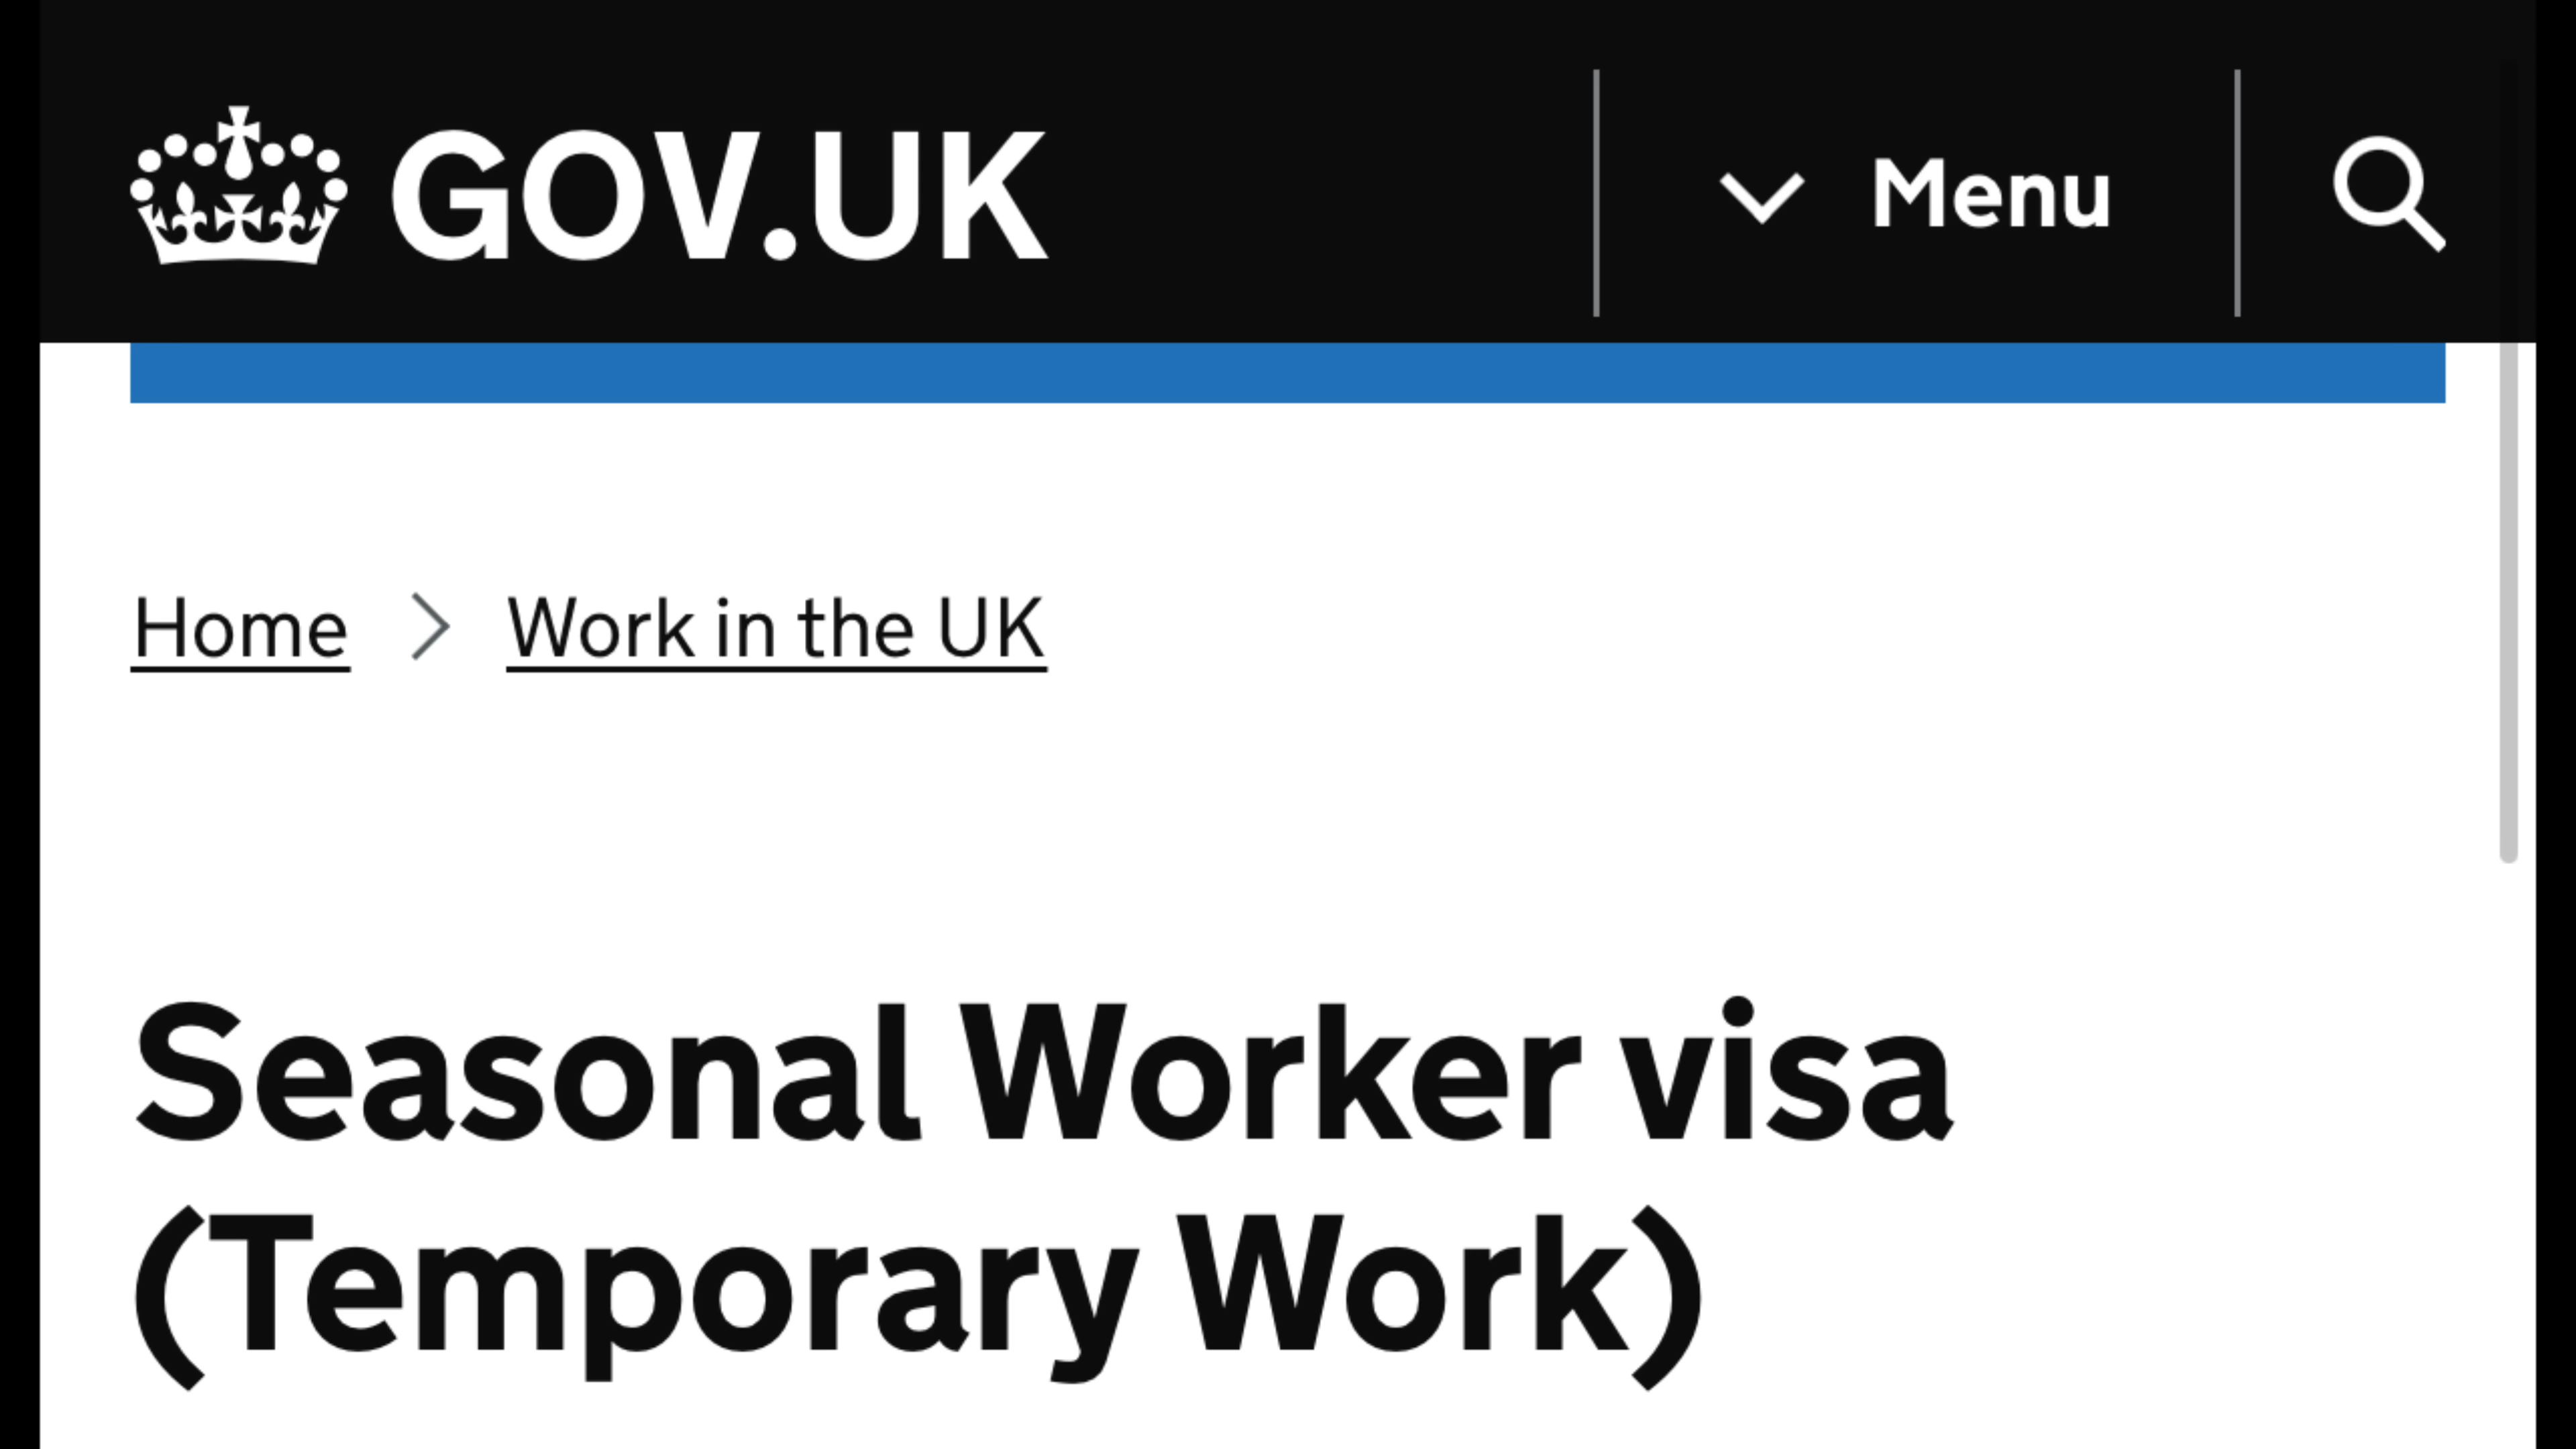 GOV.UK
Menu
Home
Work in the UK
Seasonal Worker visa
(Temporary Work)